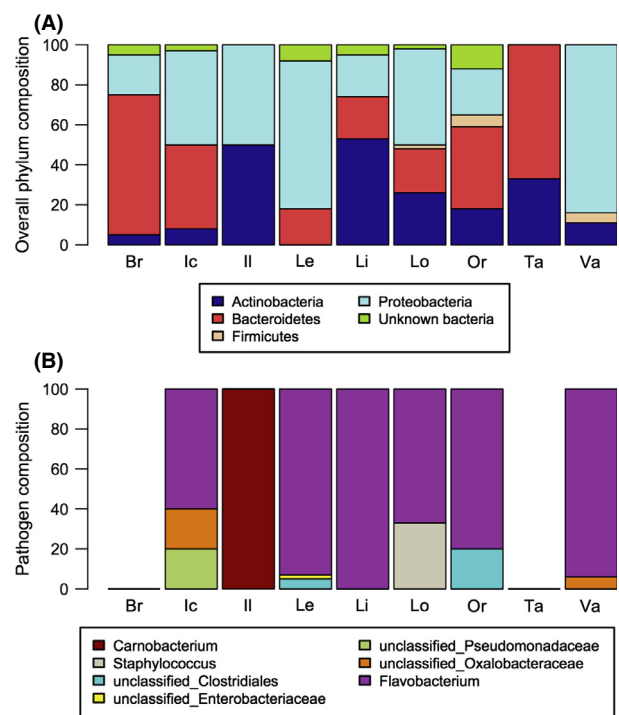 (A)
Overall phylum composition
100
80
60
40
20
0
Br Ic Il Le Li Lo Or Ta Va
Actinobacteria Proteobacteria
Bacteroidetes Unknown bacteria
Firmicutes
(B)
Pathogen composition
100
80
60
40
20
0
Br Ic Il Le Li Lo Or Ta Va
Carnobacterium unclassified_Pseudomonadaceae
Staphylococcus unclassified_Oxalobacteraceae
unclassified_Clostridiales Flavobacterium
unclassified_Enterobacteriaceae